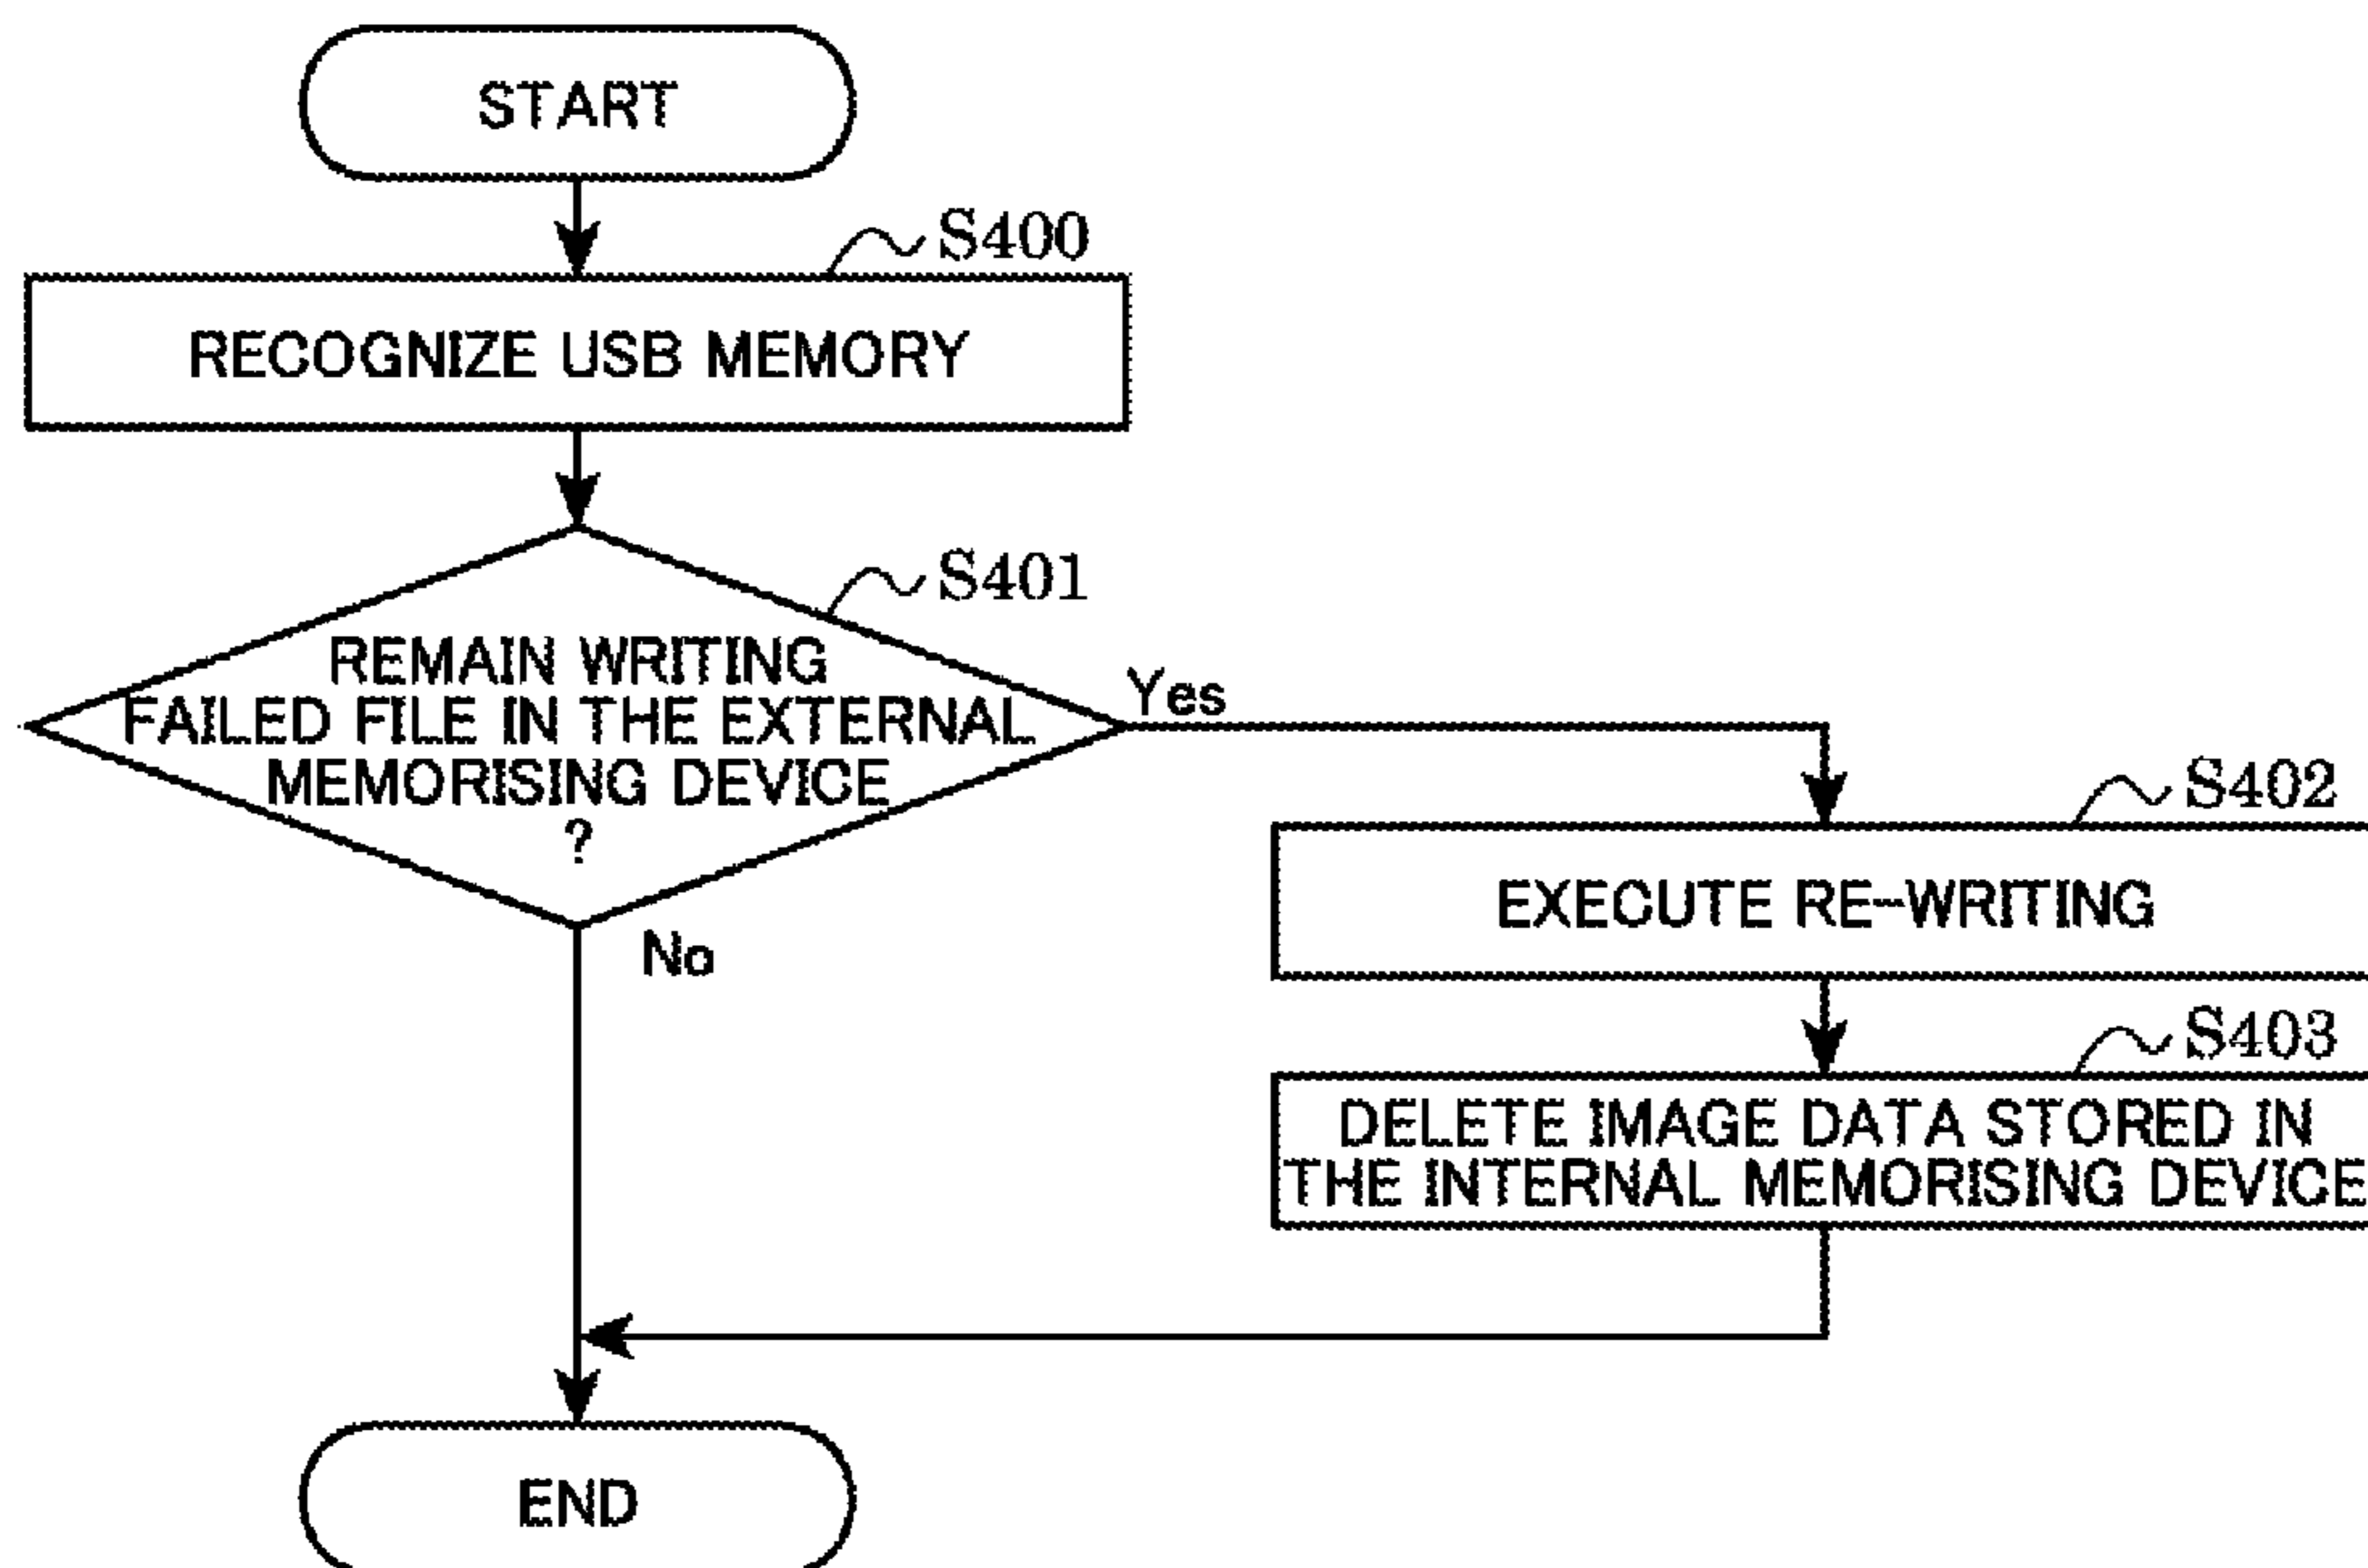 START
S400
RECOGNIZE USB MEMORY
S401
REMAIN WRITING
FAILED FILE IN THE EXTERNAL
MEMORISING DEVICE
?
Yes
No
S402
EXECUTE RE-WRITING
S403
DELETE IMAGE DATA STORED IN
THE INTERNAL MEMORISING DEVICE
END